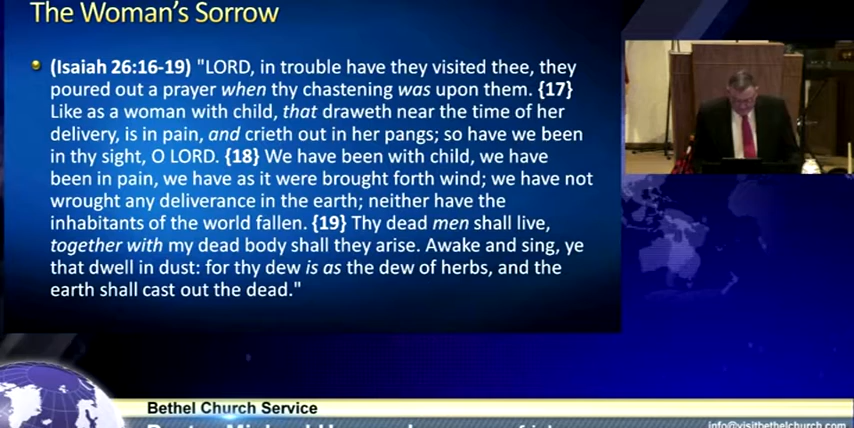 The Woman's Sorrow
(Isaiah 26:16-19) "LORD, in trouble have they visited thee, they
poured out a prayer when thy chastening was upon them. {17}
Like as a woman with child, that draweth near the time of her
delivery, is in pain, and crieth out in her pangs; so have we been
in thy sight, O LORD. {18} We have been with child, we have
been in pain, we have as it were brought forth wind; we have not
wrought any deliverance in the earth; neither have the
inhabitants of the world fallen. {19} Thy dead men shall live,
together with my dead body shall they arise. Awake and sing, ye
that dwell in dust: for thy dew is as the dew of herbs, and the
earth shall cast out the dead."
Bethel Church Service
info@visitbethelchurch.com